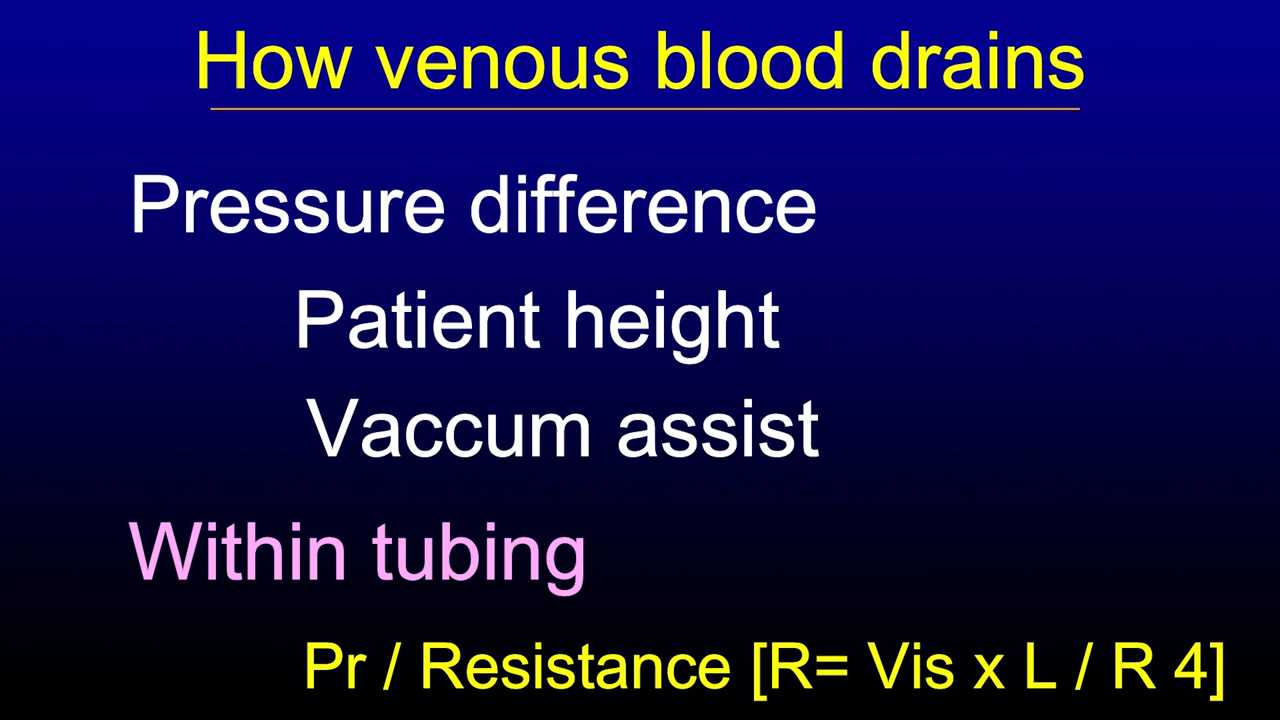 How venous blood drains
Pressure difference
Patient height
Vaccum assist
Within tubing
Pr / Resistance [R= Vis x L / R 4]